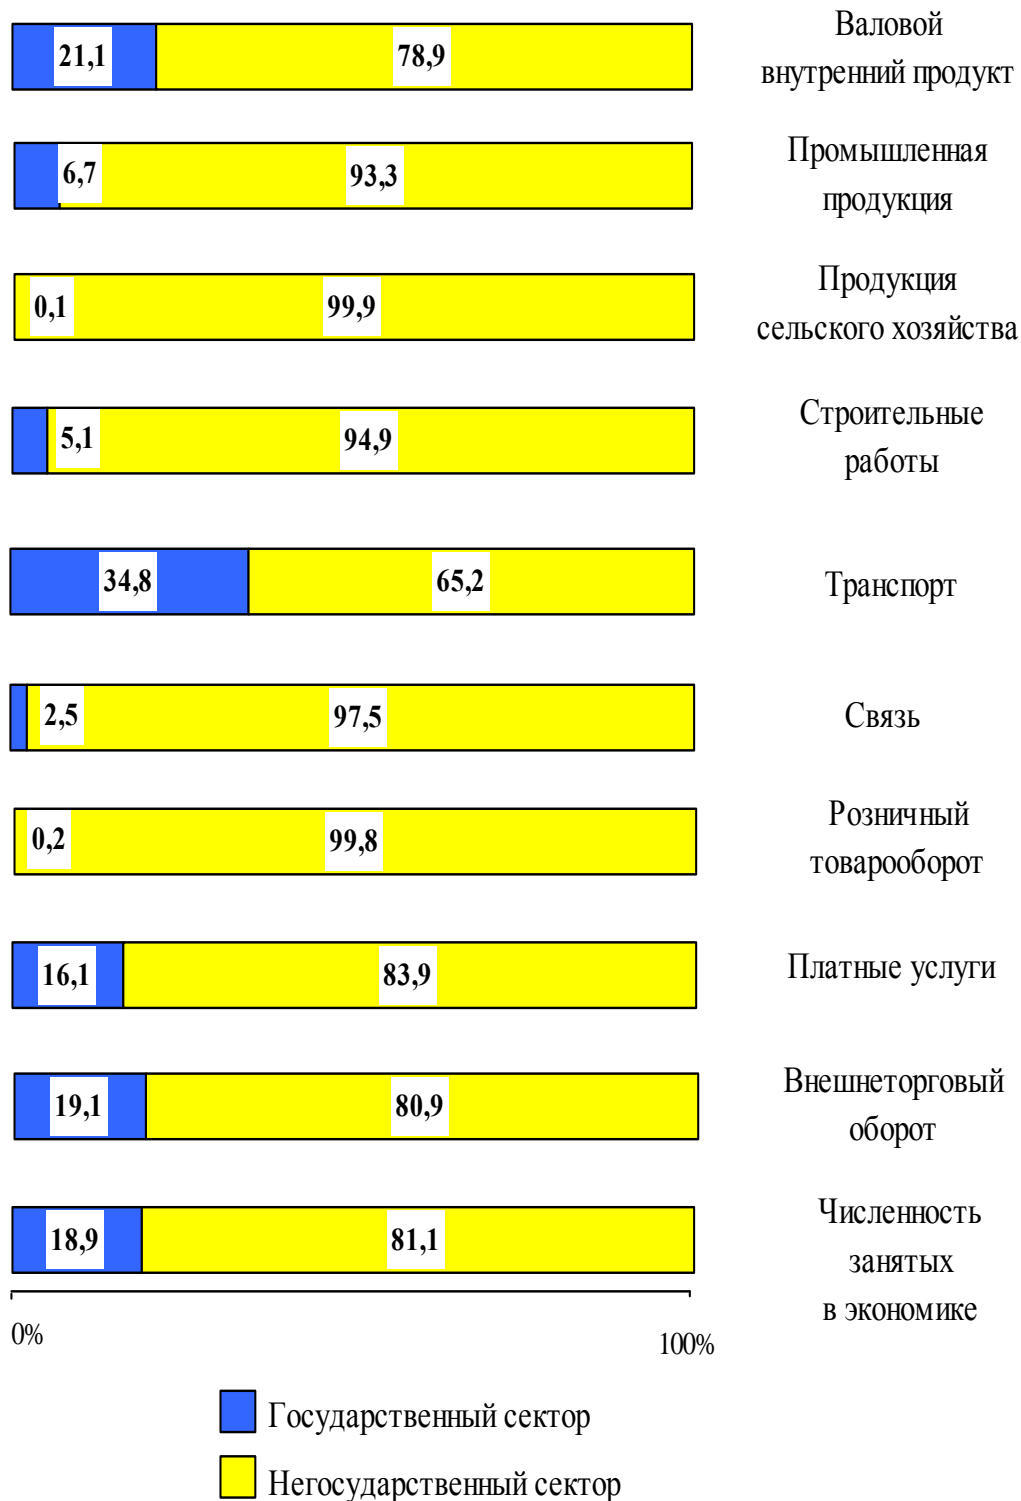 21,1 78,9 Валовой
внутренний продукт
6,7 93,3 Промышленная
продукция
0,1 99,9 Продукция
сельского хозяйства
5,1 94,9 Строительные
работы
34,8 65,2 Транспорт
2,5 97,5 Связь
0,2 99,8 Розничный
товарооборот
16,1 83,9 Платные услуги
19,1 80,9 Внешнеторговый
оборот
18,9 81,1 Численность
занятых
в экономике
0% 100%
Государственный сектор
Негосударственный сектор